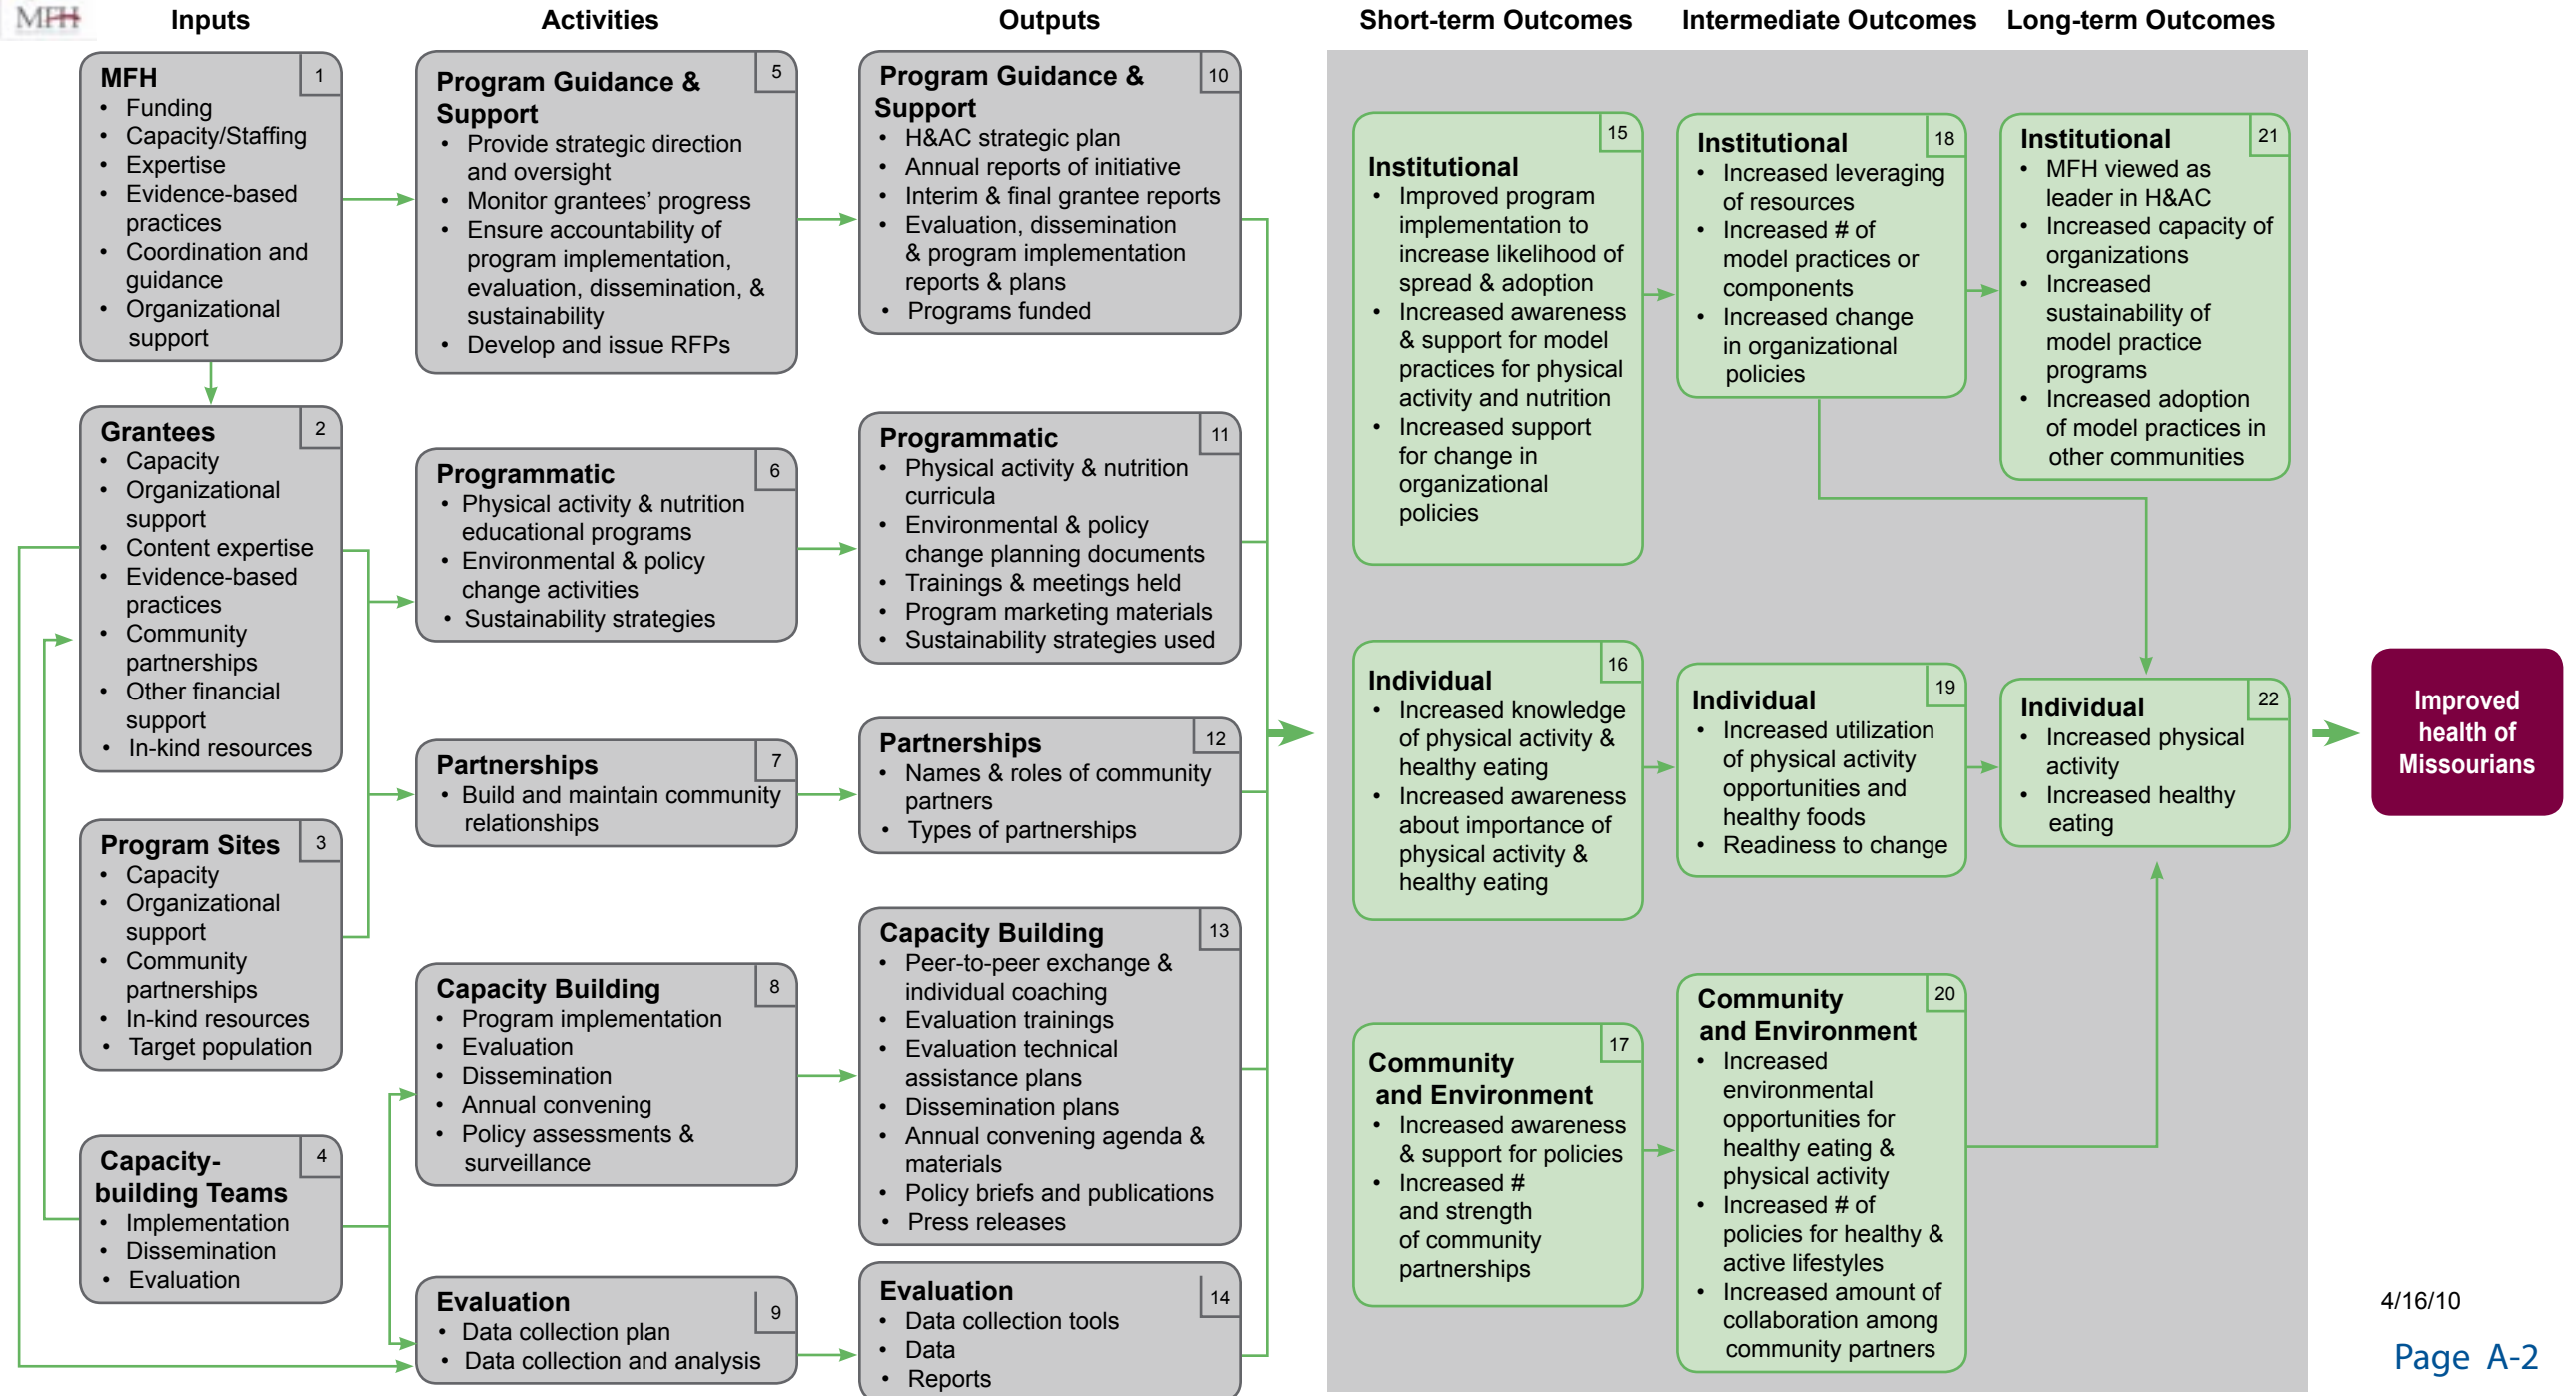 MFH
Inputs
Activities
Outputs
Short-term Outcomes
Intermediate Outcomes
Long-term Outcomes
MFH
1
• Funding
• Capacity/Staffing
• Expertise
• Evidence-based
practices
• Coordination and
guidance
• Organizational
support
Grantees
2
• Capacity
• Organizational
support
• Content expertise
• Evidence-based
practices
• Community
partnerships
• Other financial
support
• In-kind resources
Program Sites
3
• Capacity
• Organizational
support
• Community
partnerships
• In-kind resources
• Target population
Capacity-
building Teams
4
• Implementation
• Dissemination
• Evaluation
Program Guidance &
Support
5
• Provide strategic direction
and oversight
• Monitor grantees’ progress
• Ensure accountability of
program implementation,
evaluation, dissemination, &
sustainability
• Develop and issue RFPs
Programmatic
6
• Physical activity & nutrition
educational programs
• Environmental & policy
change activities
• Sustainability strategies
Partnerships
7
• Build and maintain community
relationships
Capacity Building
8
• Program implementation
• Evaluation
• Dissemination
• Annual convening
• Policy assessments &
surveillance
Evaluation
9
• Data collection plan
• Data collection and analysis
Program Guidance &
Support
10
• H&AC strategic plan
• Annual reports of initiative
• Interim & final grantee reports
• Evaluation, dissemination
& program implementation
reports & plans
• Programs funded
Programmatic
11
• Physical activity & nutrition
curricula
• Environmental & policy
change planning documents
• Trainings & meetings held
• Program marketing materials
• Sustainability strategies used
Partnerships
12
• Names & roles of community
partners
• Types of partnerships
Capacity Building
13
• Peer-to-peer exchange &
individual coaching
• Evaluation trainings
• Evaluation technical
assistance plans
• Dissemination plans
• Annual convening agenda &
materials
• Policy briefs and publications
• Press releases
Evaluation
14
• Data collection tools
• Data
• Reports
Institutional
15
• Improved program
implementation to
increase likelihood of
spread & adoption
• Increased awareness
& support for model
practices for physical
activity and nutrition
• Increased support
for change in
organizational
policies
Individual
16
• Increased knowledge
of physical activity &
healthy eating
• Increased awareness
about importance of
physical activity &
healthy eating
Community
and Environment
17
• Increased awareness
& support for policies
• Increased #
and strength
of community
partnerships
Institutional
18
• Increased leveraging
of resources
• Increased # of
model practices or
components
• Increased change
in organizational
policies
Individual
19
• Increased utilization
of physical activity
opportunities and
healthy foods
• Readiness to change
Community
and Environment
20
• Increased
environmental
opportunities for
healthy eating &
physical activity
• Increased # of
policies for healthy &
active lifestyles
• Increased amount of
collaboration among
community partners
Institutional
21
• MFH viewed as
leader in H&AC
• Increased capacity of
organizations
• Increased
sustainability of
model practice
programs
• Increased adoption
of model practices in
other communities
Individual
22
• Increased physical
activity
• Increased healthy
eating
Improved
health of
Missourians
4/16/10
Page A-2